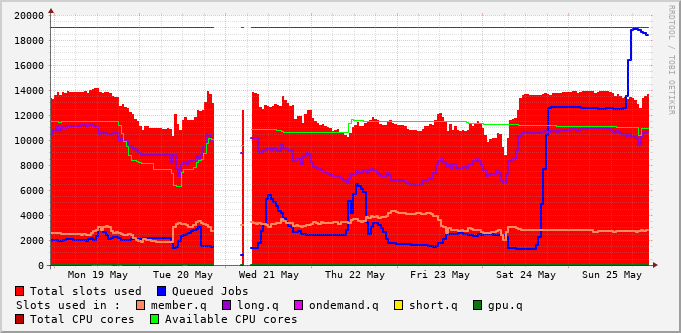 20000
18000
16000
14000
12000
10000
8000
6000
4000
2000
0
Mon 19 May Tue 20 May Wed 21 May Thu 22 May Fri 23 May Sat 24 May Sun 25 May
Total slots used Queued Jobs
Slots used in : member.q long.q ondemand.q short.q gpu.q
Total CPU cores Available CPU cores
RRDTOOL / TOBI OETIKER